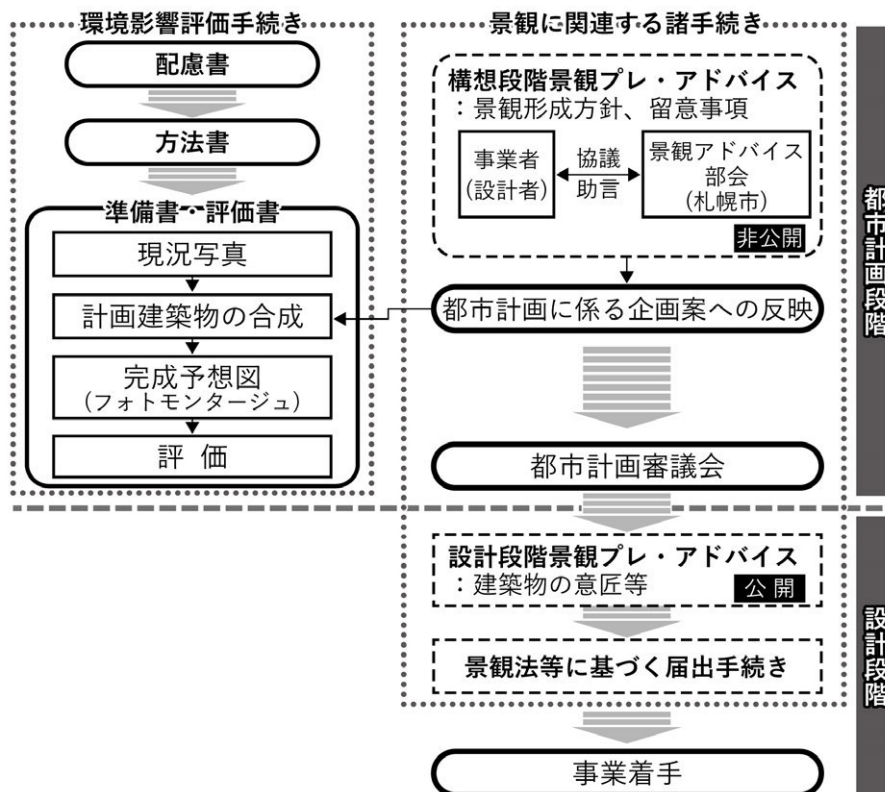 環境影響評価手続き
配慮書
方法書
準備書・評価書
現況写真
計画建築物の合成
完成予想図
(フォトモンタージュ)
評 価
景観に関連する諸手続き
構想段階景観プレ・アドバイス
：景観形成方針、留意事項
事業者
(設計者)
協議
助言
景観アドバイス
部会
(札幌市)
非公開
都市計画に係る企画案への反映
都市計画審議会
設計段階景観プレ・アドバイス
：建築物の意匠等
公 開
景観法等に基づく届出手続き
事業着手
都市計画段階
設計段階